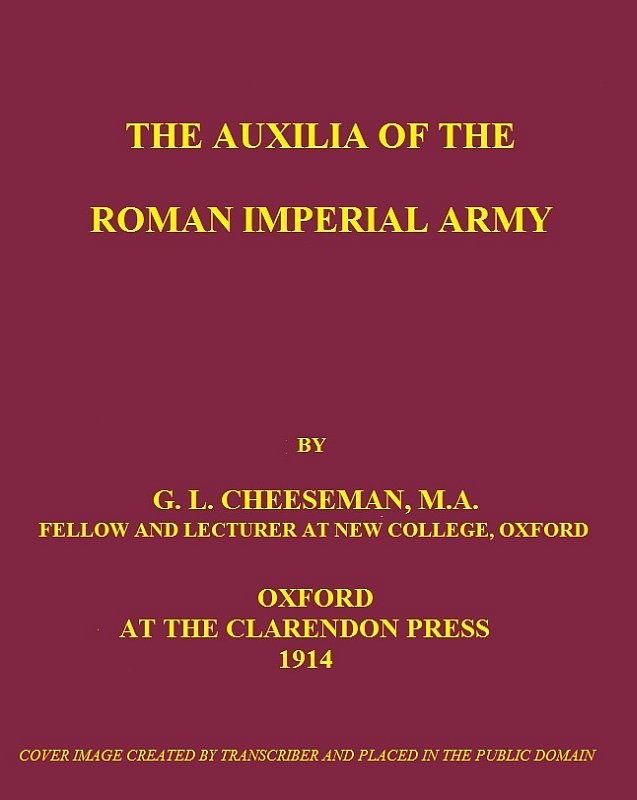 THE AUXILIA OF THE
ROMAN IMPERIAL ARMY
BY
G. L. CHEESEMAN, M.A.
FELLOW AND LECTURER AT NEW COLLEGE, OXFORD
OXFORD
AT THE CLARENDON PRESS
1914
COVER IMAGE CREATED BY TRANSCRIBER AND PLACED IN THE PUBLIC DOMAIN